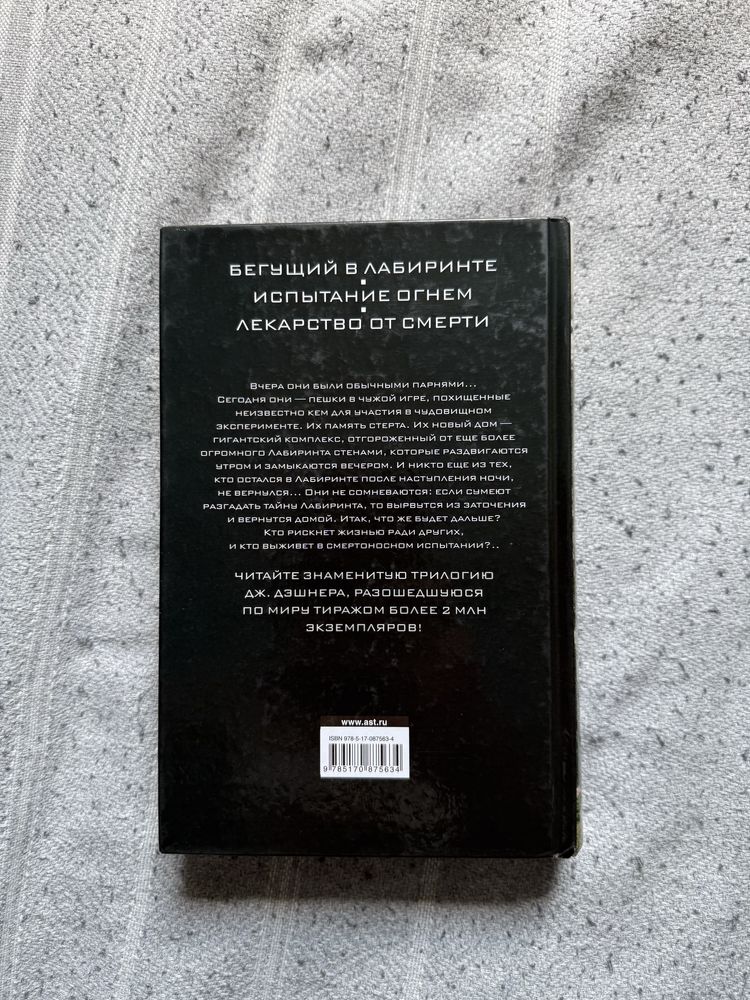 БЕГУЩИЙ В ЛАБИРИНТЕ
▪
ИСПЫТАНИЕ ОГНЕМ
▪
ЛЕКАРСТВО ОТ СМЕРТИ
Вчера они были обычными парнями...
Сегодня они — пешки в чужой игре, похищенные
неизвестно кем для участия в чудовищном
эксперименте. Их память стерта. Их новый дом —
гигантский комплекс, отгороженный от еще более
огромного Лабиринта стенами, которые раздвигаются
утром и замыкаются вечером. И никто еще из тех,
кто остался в Лабиринте после наступления ночи,
не вернулся... Они не сомневаются: если сумеют
разгадать тайну Лабиринта, то вырвутся из заточения
и вернутся домой. Итак, что же будет дальше?
Кто рискнет жизнью ради других,
и кто выживет в смертоносном испытании?..
ЧИТАЙТЕ ЗНАМЕНИТУЮ ТРИЛОГИЮ
ДЖ. ДЭШНЕРА, РАЗОШЕДШУЮСЯ
ПО МИРУ ТИРАЖОМ БОЛЕЕ 2 МЛН
ЭКЗЕМПЛЯРОВ!
www.ast.ru
ISBN 978-5-17-087563-4
9 785170 875634